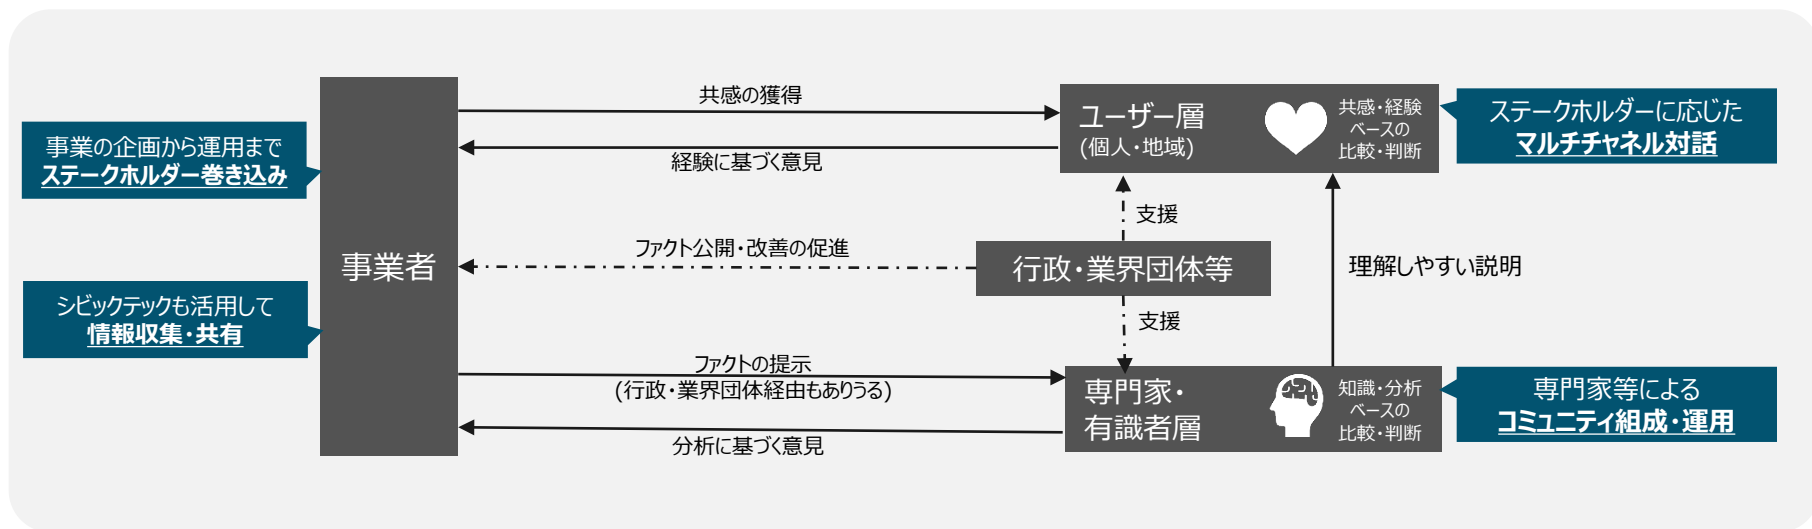 事業の企画から運用まで
ステークホルダー巻き込み
シビックテックも活用して
情報収集・共有
事業者
共感の獲得
経験に基づく意見
ファクト公開・改善の促進
ファクトの提示
(行政・業界団体経由もありうる)
分析に基づく意見
ユーザー層
(個人・地域)
共感・経験
ベースの
比較・判断
支援
行政・業界団体等
支援
理解しやすい説明
専門家・
有識者層
知識・分析
ベースの
比較・判断
ステークホルダーに応じた
マルチチャネル対話
専門家等による
コミュニティ組成・運用